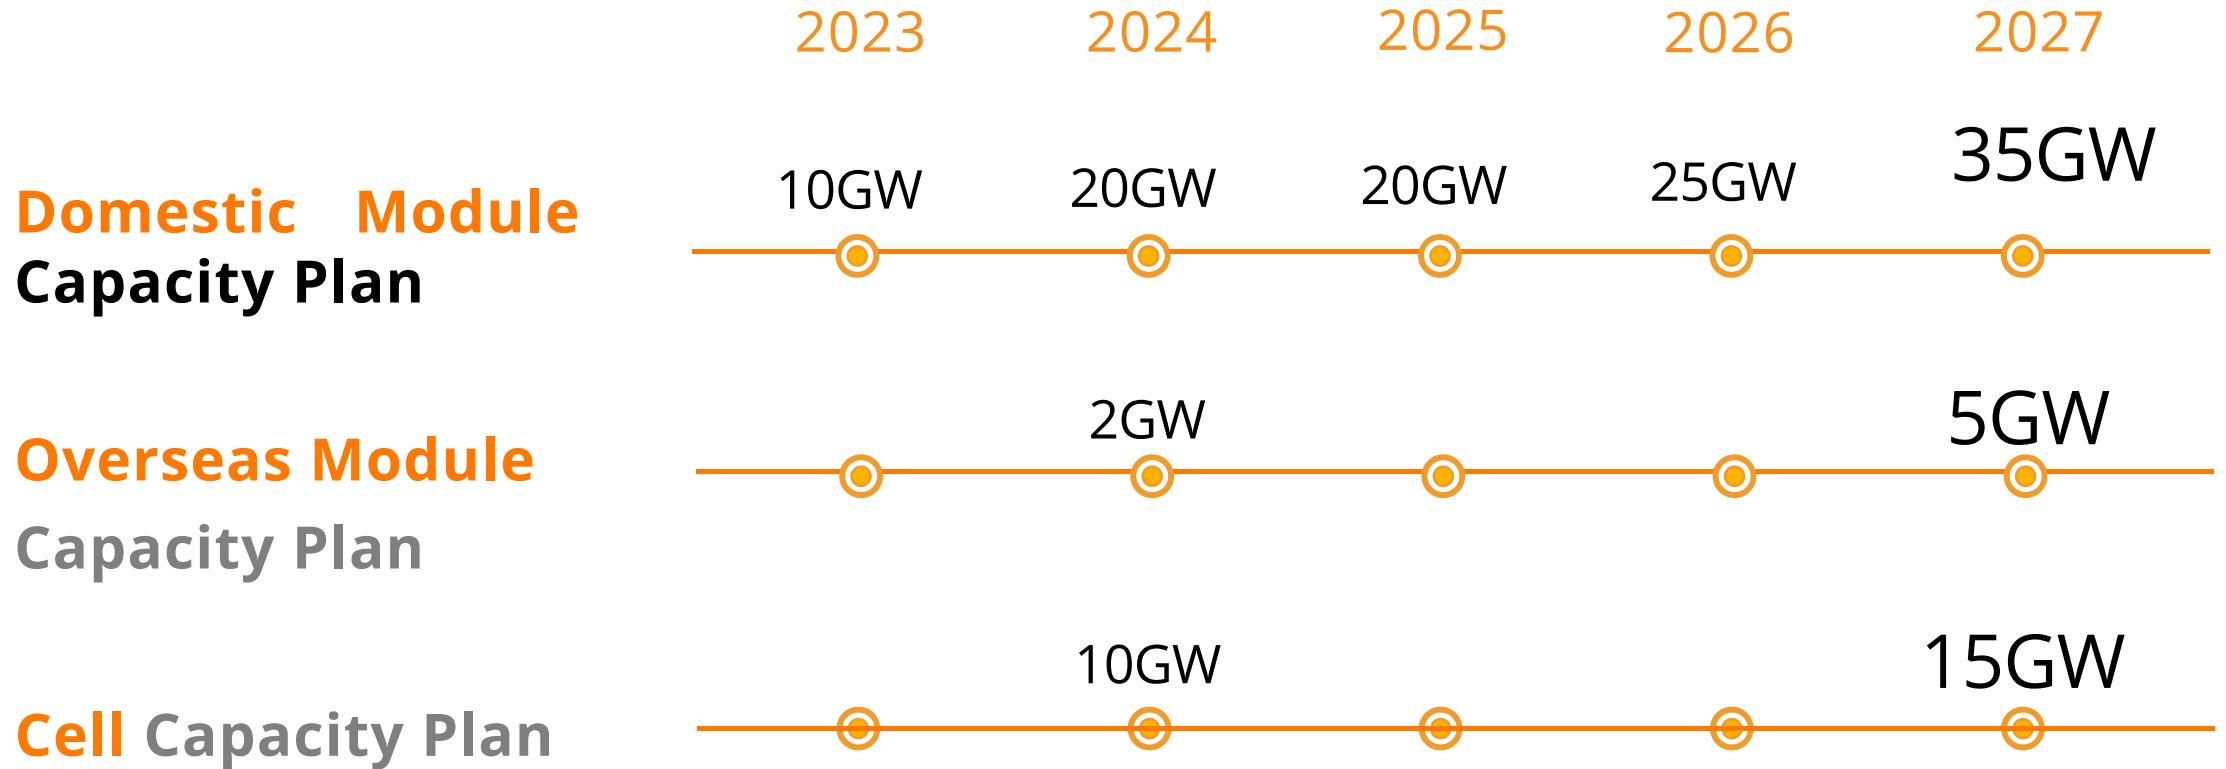 2023 2024 2025 2026 2027
10GW 20GW 20GW 25GW 35GW
Domestic Module
Capacity Plan
2GW 5GW
Overseas Module
Capacity Plan
10GW 15GW
Cell Capacity Plan